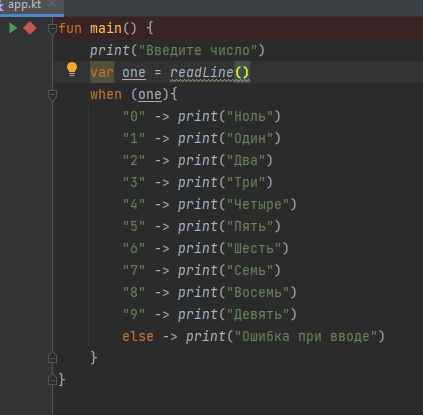 app.kt
fun main() {
    print("Введите число")
    var one = readLine()
    when (one){
        "0" -> print("Ноль")
        "1" -> print("Один")
        "2" -> print("Два")
        "3" -> print("Три")
        "4" -> print("Четыре")
        "5" -> print("Пять")
        "6" -> print("Шесть")
        "7" -> print("Семь")
        "8" -> print("Восемь")
        "9" -> print("Девять")
        else -> print("Ошибка при вводе")
    }
}